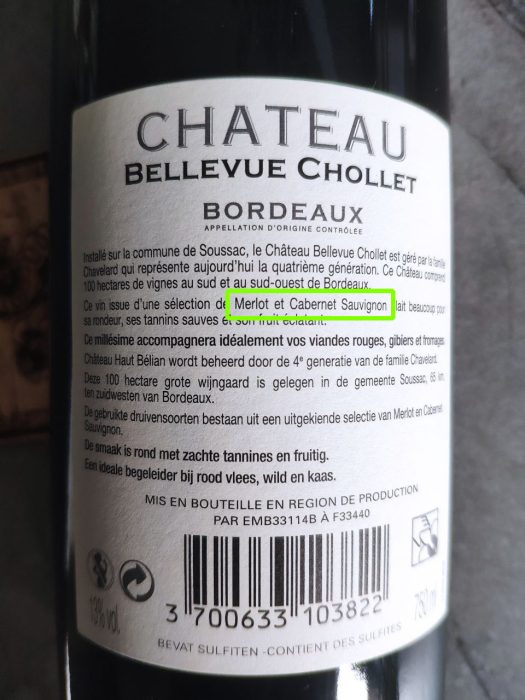 CHATEAU
BELLEVUE CHOLLET
BORDEAUX
APPELLATION D'ORIGINE CONTRÔLÉE
Installé sur la commune de Soussac, le Château Bellevue Chollet est géré par la famille
Chavelard qui représente aujourd'hui la quatrième génération. Ce Château comprend
100 hectares de vignes au sud et au sud-ouest de Bordeaux.
Ce vin issue d'une sélection de Merlot et Cabernet Sauvignon lait beaucoup pour
sa rondeur, ses tannins sauves et son fruit éclatant.
Ce millésime accompagnera idéalement vos viandes rouges, gibiers et fromages.
Château Haut Bélian wordt beheerd door de 4e generatie van de familie Chavelard.
Deze 100 hectare grote wijngaard is gelegen in de gemeente Soussac, 65 km
ten zuidwesten van Bordeaux.
De gebruikte druivensoorten bestaan uit een uitgekiende selectie van Merlot en Cabernet
Sauvignon.
De smaak is rond met zachte tannines en fruitig.
Een ideale begeleider bij rood vlees, wild en kaas.
MIS EN BOUTEILLE EN REGION DE PRODUCTION
PAR EMB33114B À F33440
13% vol.
3 700633 103822
750 m
BEVAT SULFITEN -CONTIENT DES SULFITES